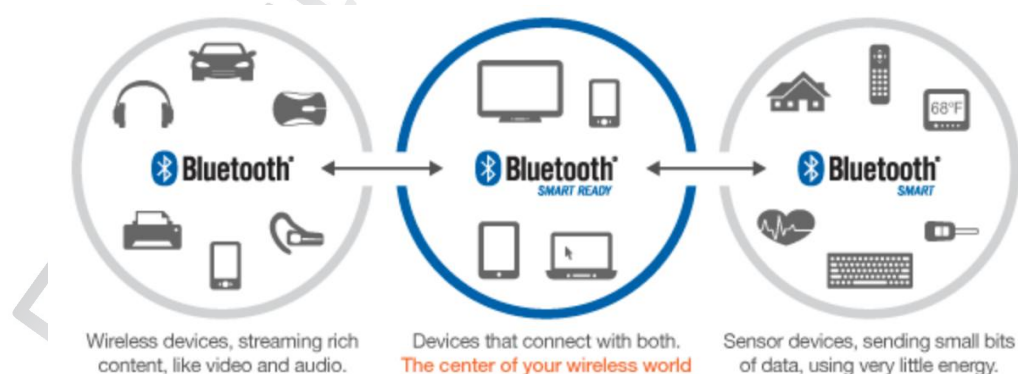 68°F
Bluetooth
Bluetooth
SMART READY
Bluetooth
SMART
Wireless devices, streaming rich
content, like video and audio.
Devices that connect with both.
The center of your wireless world
Sensor devices, sending small bits
of data, using very little energy.